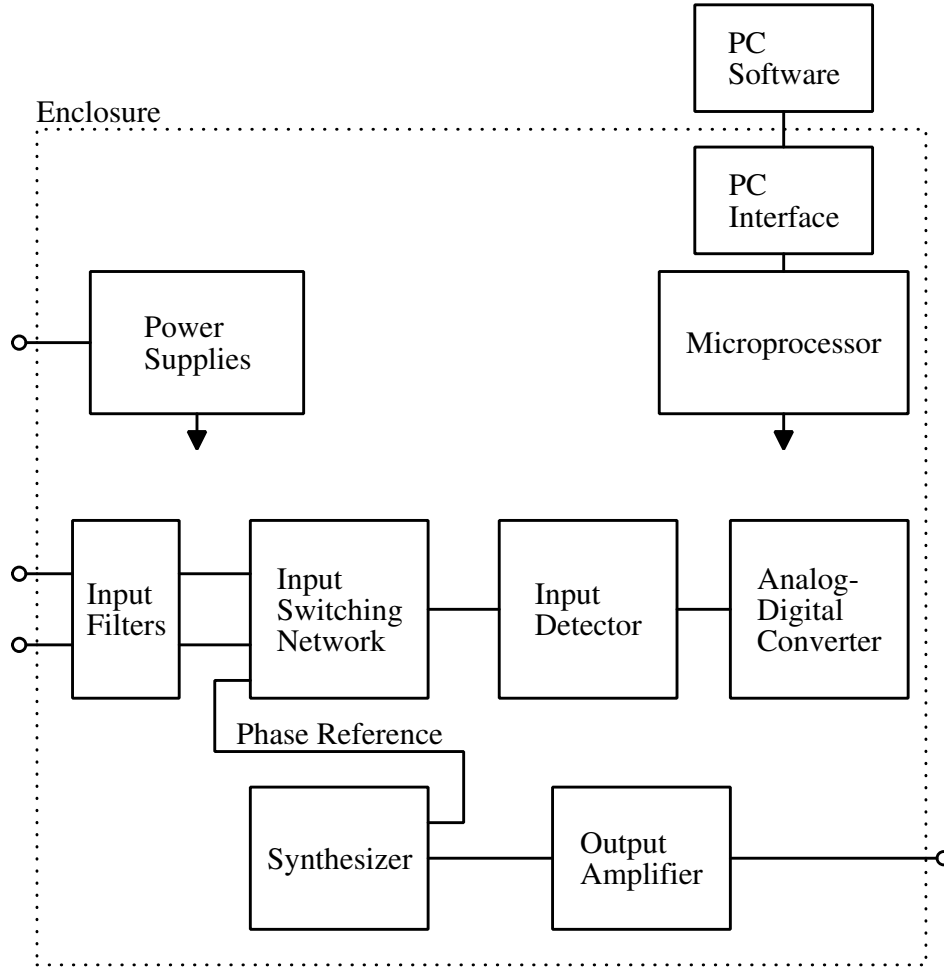 PC
Software
Enclosure
PC
Interface
Power
Supplies
Microprocessor
Input
Filters
Input
Switching
Network
Input
Detector
Analog-
Digital
Converter
Phase Reference
Synthesizer
Output
Amplifier